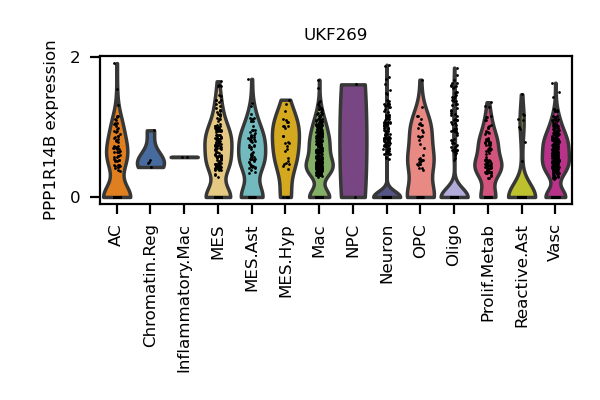 UKF269
PPP1R14B expression
2
0
AC
Chromatin.Reg
Inflammatory.Mac
MES
MES.Ast
MES.Hyp
Mac
NPC
Neuron
OPC
Oligo
Prolif.Metab
Reactive.Ast
Vasc